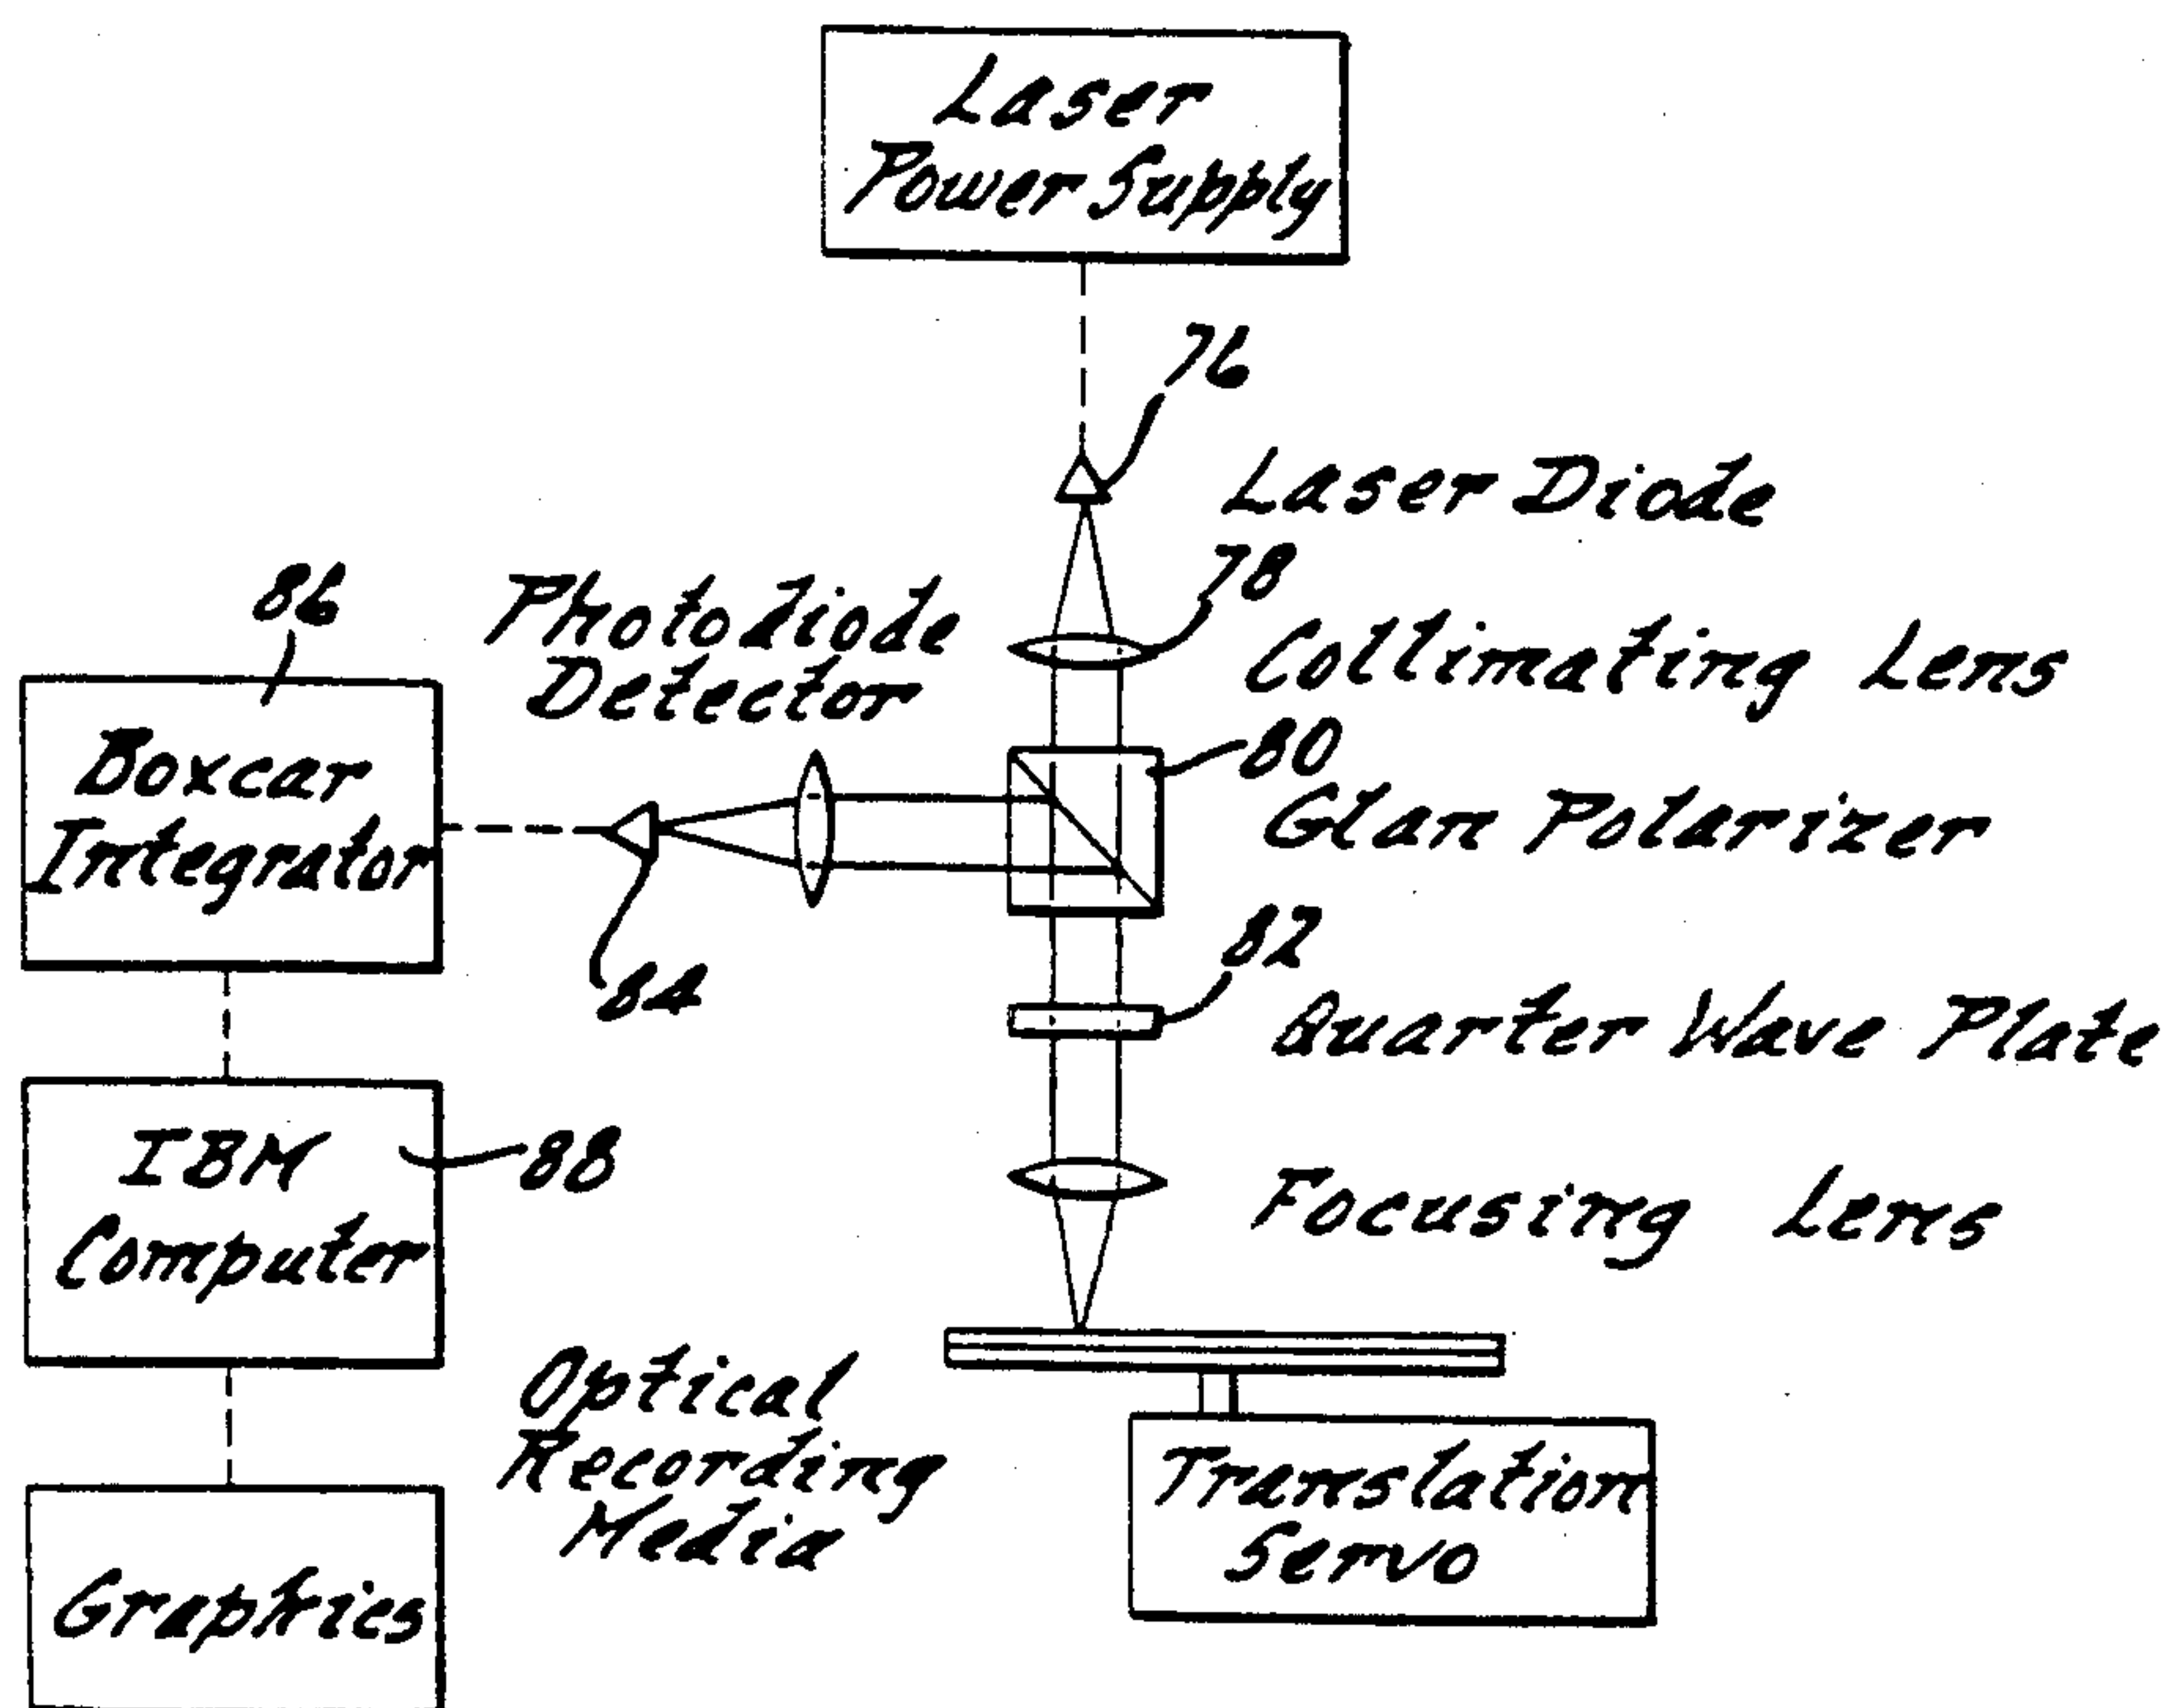 Laser
Power Supply
76
Laser Diode
78
Collimating Lens
86
Photodiode
Detector
80
Glan Polarizer
Boxcar
Integrator
84
82
Quarter Wave Plate
IBM
Computer
88
Focusing Lens
Optical
Recording
Media
Translation
Servo
Graphics